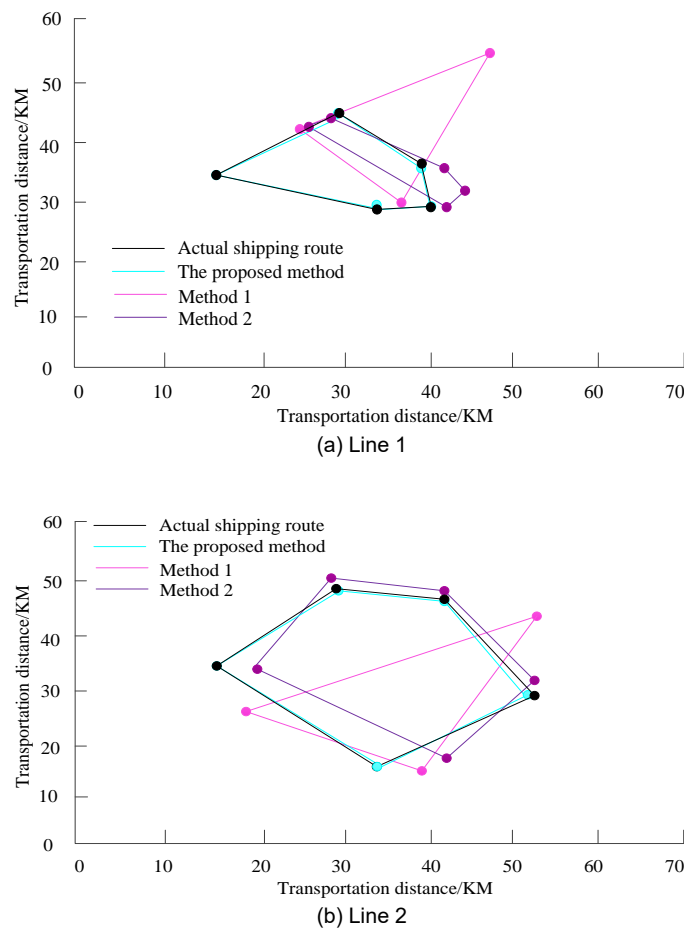 60
50
40
30
20
10
0
Transportation distance/KM
Actual shipping route
The proposed method
Method 1
Method 2
0 10 20 30 40 50 60 70
Transportation distance/KM
(a) Line 1
60
50
40
30
20
10
0
Transportation distance/KM
Actual shipping route
The proposed method
Method 1
Method 2
0 10 20 30 40 50 60 70
Transportation distance/KM
(b) Line 2